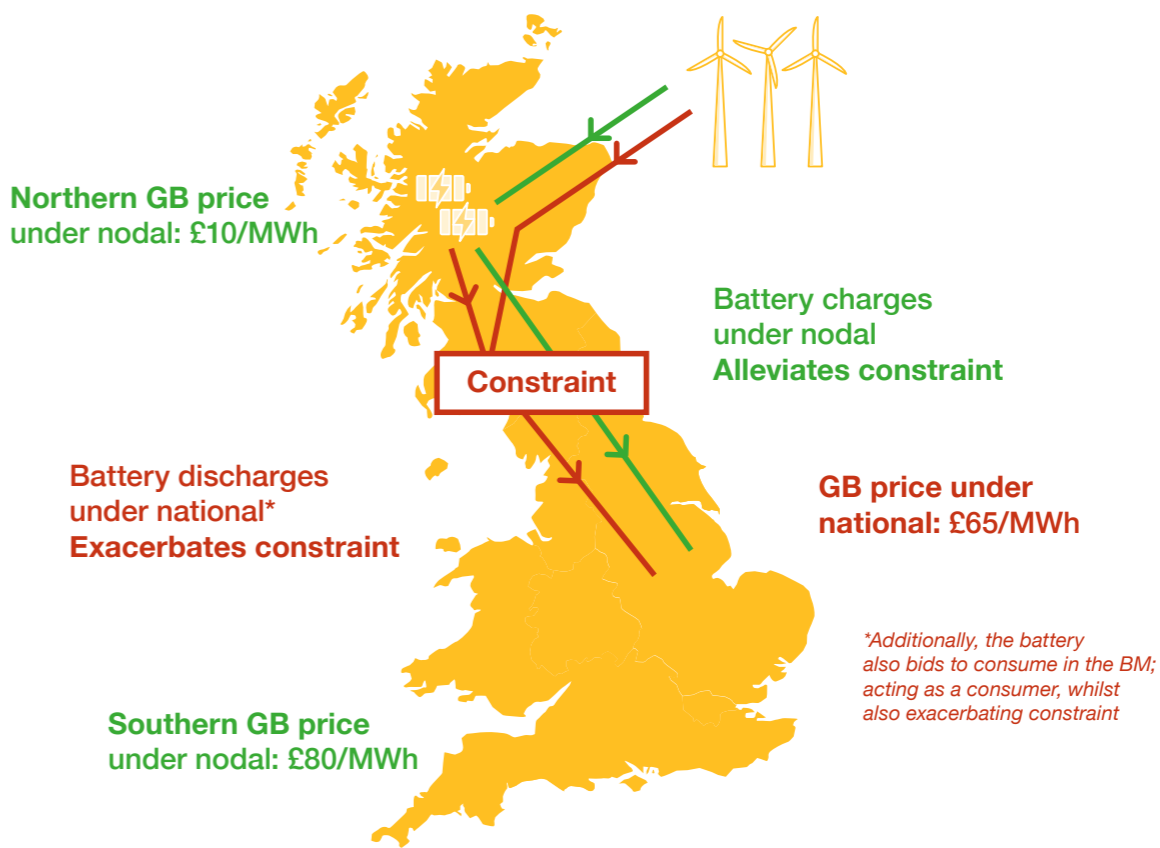 Northern GB price
under nodal: £10/MWh
Battery charges
under nodal
Alleviates constraint
Constraint
Battery discharges
under national*
Exacerbates constraint
GB price under
national: £65/MWh
*Additionally, the battery
also bids to consume in the BM;
acting as a consumer, whilst
also exacerbating constraint
Southern GB price
under nodal: £80/MWh